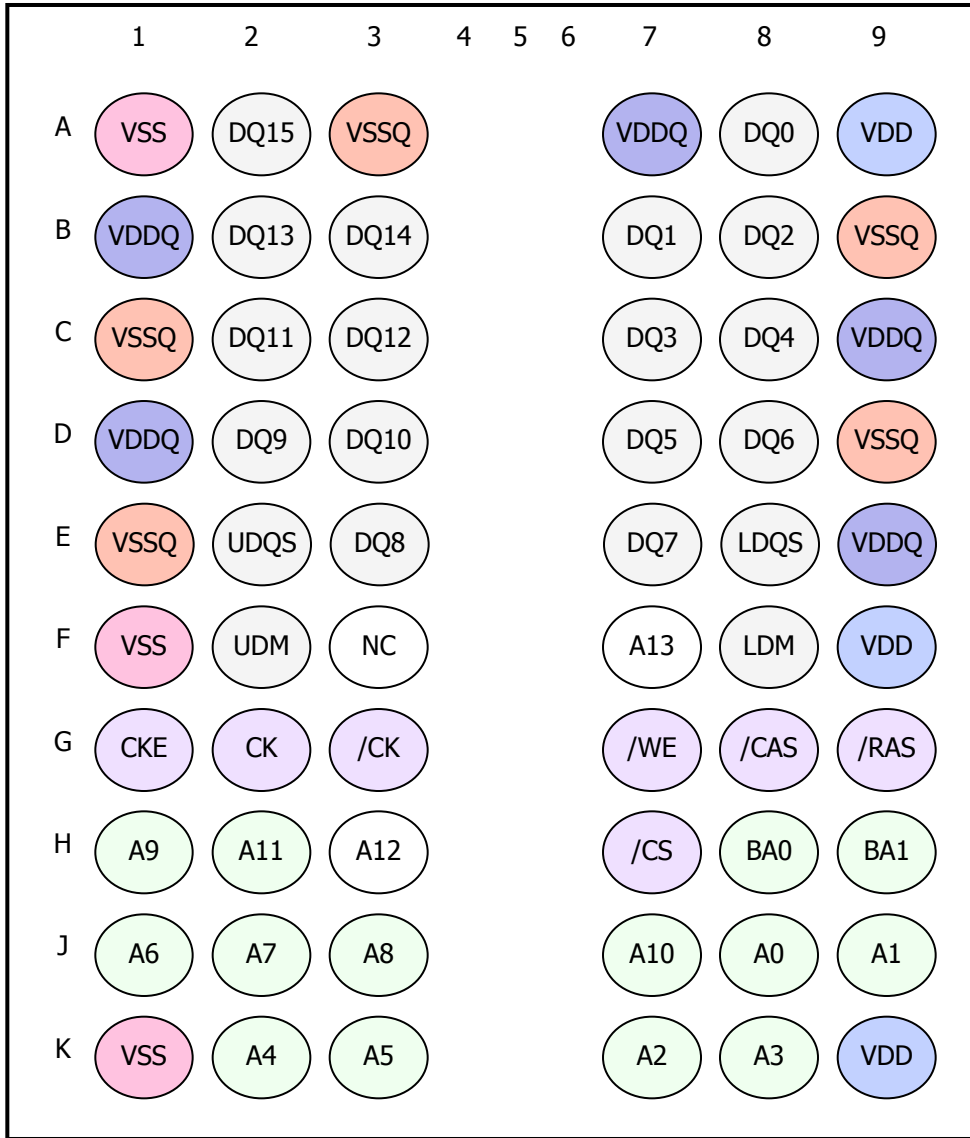 1 2 3 4 5 6 7 8 9
A VSS DQ15 VSSQ VDDQ DQ0 VDD
B VDDQ DQ13 DQ14 DQ1 DQ2 VSSQ
C VSSQ DQ11 DQ12 DQ3 DQ4 VDDQ
D VDDQ DQ9 DQ10 DQ5 DQ6 VSSQ
E VSSQ UDQS DQ8 DQ7 LDQS VDDQ
F VSS UDM NC A13 LDM VDD
G CKE CK /CK /WE /CAS /RAS
H A9 A11 A12 /CS BA0 BA1
J A6 A7 A8 A10 A0 A1
K VSS A4 A5 A2 A3 VDD